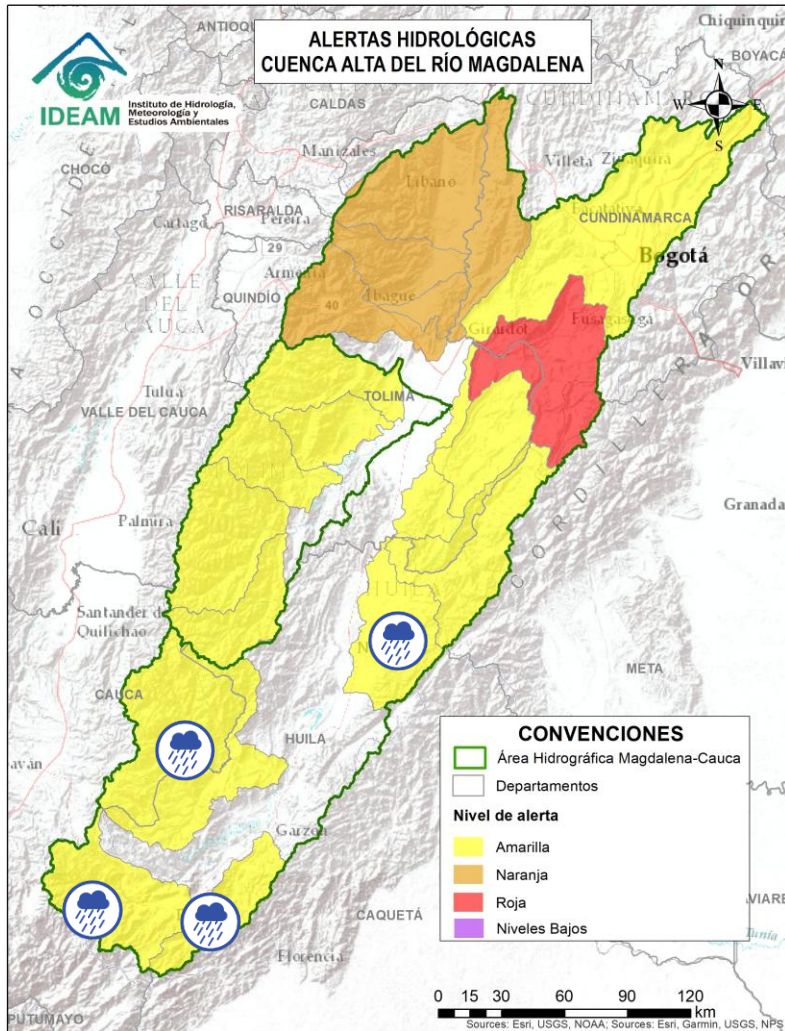 ALERTAS HIDROLÓGICAS
CUENCA ALTA DEL RÍO MAGDALENA
IDEAM
Instituto de Hidrología,
Meteorología y
Estudios Ambientales
N
W
E
S
BOYACÁ
CALDAS
Manizales
Líbano
Villeta
CHOCÓ
RISARALDA
Pereira
Cartago
CUNDINAMARCA
Bogotá
29
Armenia
QUINDÍO
40
Ibagué
Girardot
Fusagasugá
TOLIMA
Tuluá
VALLE DEL CAUCA
VALLE
DEL
CAUCA
CORDILLERA
Granada
Cali
Palmira
HUILA
Santander de
Quilichao
META
CAUCA
HUILA
Garzón
CAQUETÁ
Florencia
PUTUMAYO
CONVENCIONES
Área Hidrográfica Magdalena-Cauca
Departamentos
Nivel de alerta
Amarilla
Naranja
Roja
Niveles Bajos
0 15 30 60 90 120
km
Sources: Esri, USGS, NOAA; Sources: Esri, Garmin, USGS, NPS